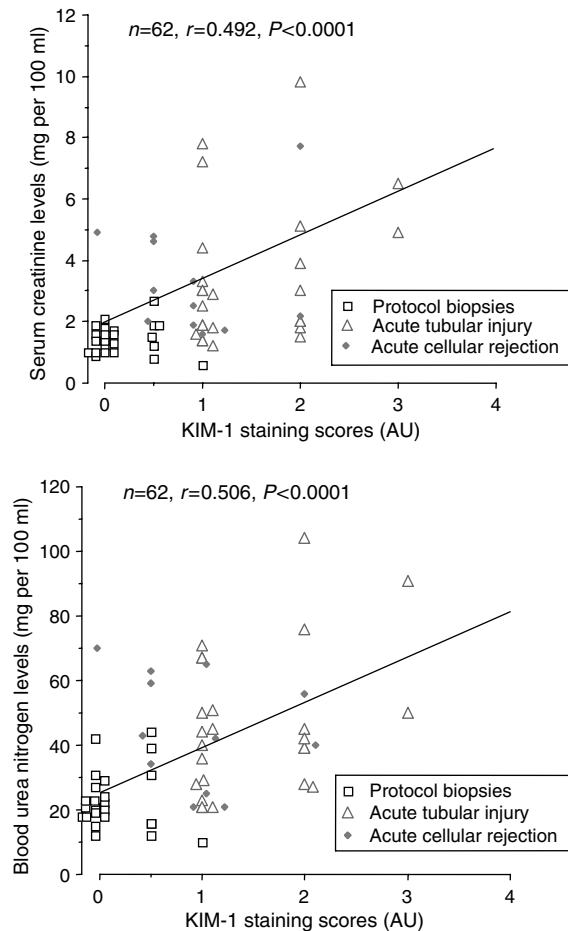 n=62, r=0.492, P<0.0001
12
10
8
6
4
2
0
Serum creatinine levels (mg per 100 ml)
Protocol biopsies
Acute tubular injury
Acute cellular rejection
0 1 2 3 4
KIM-1 staining scores (AU)
n=62, r=0.506, P<0.0001
120
100
80
60
40
20
0
Blood urea nitrogen levels (mg per 100 ml)
Protocol biopsies
Acute tubular injury
Acute cellular rejection
0 1 2 3 4
KIM-1 staining scores (AU)